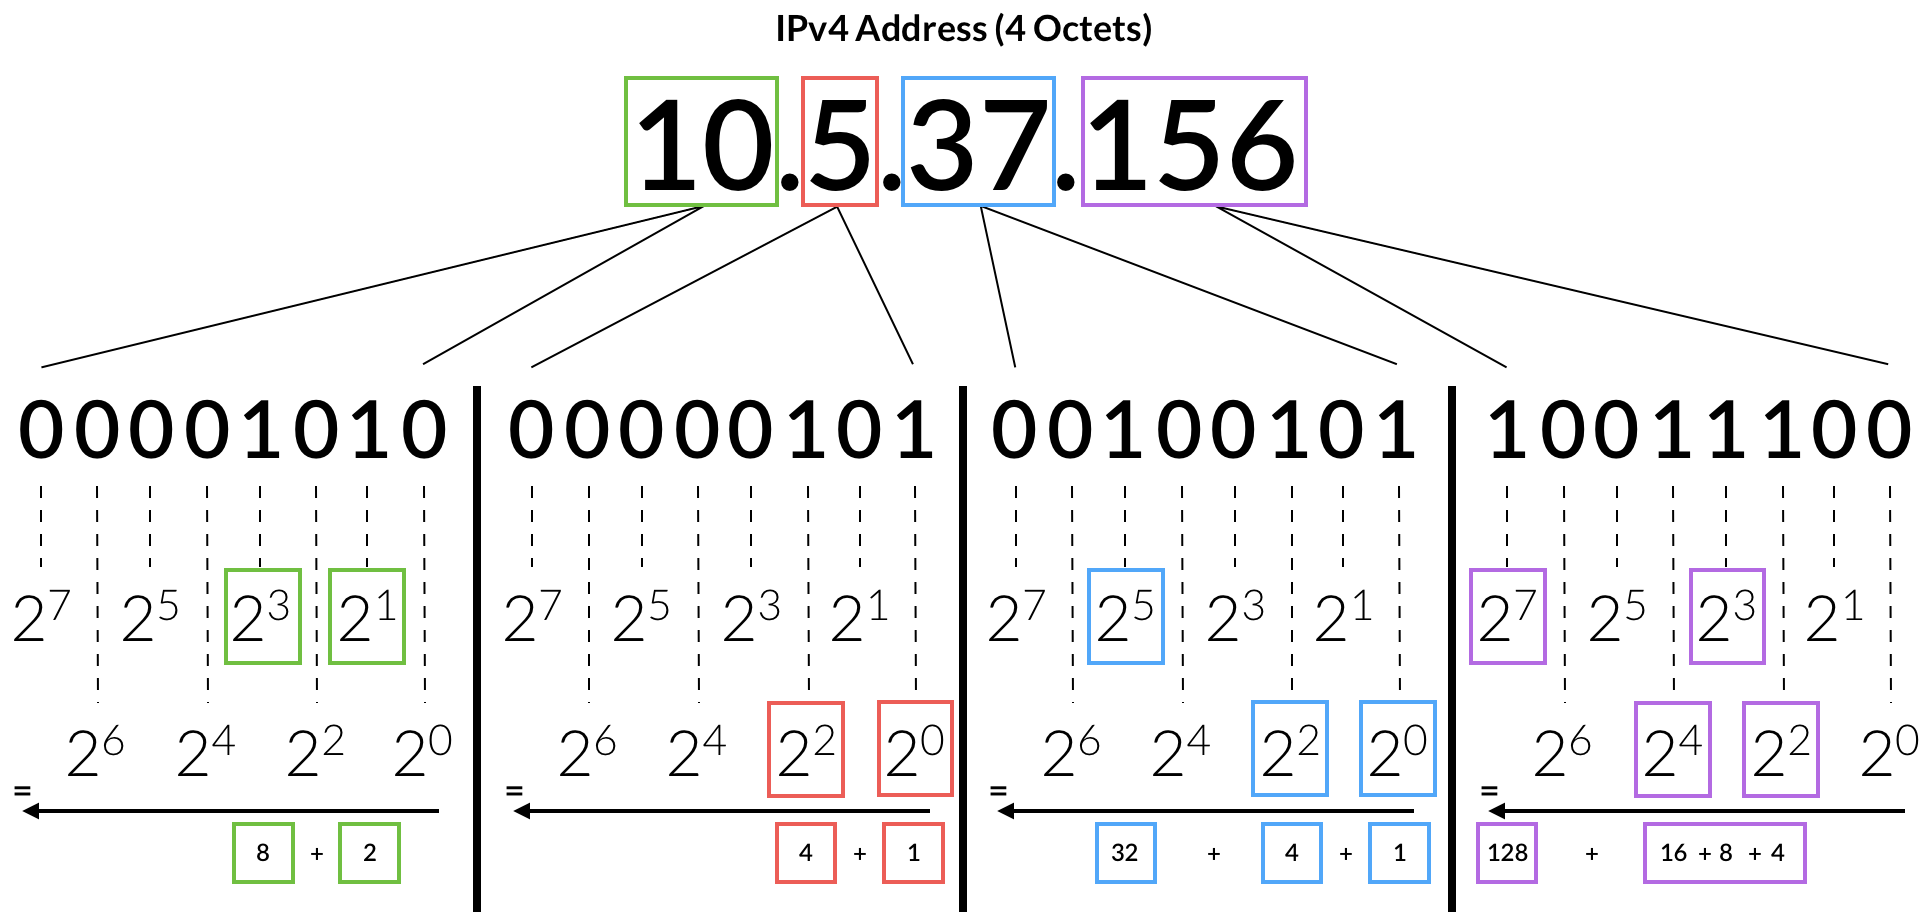 IPv4 Address (4 Octets)
10.5.37.156
00001010 00000101 00100101 10011100
2⁷ 2⁵ 2³ 2¹ 2⁷ 2⁵ 2³ 2¹ 2⁷ 2⁵ 2³ 2¹ 2⁷ 2⁵ 2³ 2¹
2⁶ 2⁴ 2² 2⁰ 2⁶ 2⁴ 2² 2⁰ 2⁶ 2⁴ 2² 2⁰ 2⁶ 2⁴ 2² 2⁰
= = = =
8 + 2 4 + 1 32 + 4 + 1 128 + 16 + 8 + 4